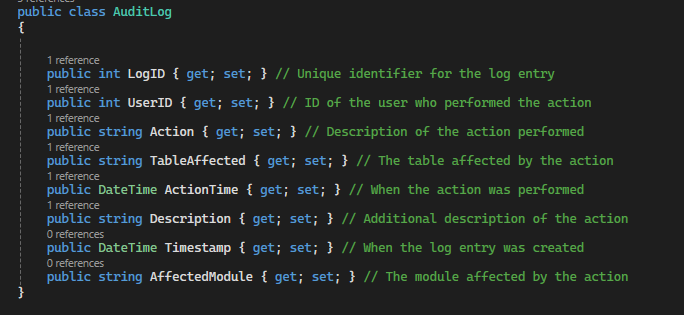 references
public class AuditLog
{
1 reference
public int LogID { get; set; } // Unique identifier for the log entry
1 reference
public int UserID { get; set; } // ID of the user who performed the action
1 reference
public string Action { get; set; } // Description of the action performed
1 reference
public string TableAffected { get; set; } // The table affected by the action
1 reference
public DateTime ActionTime { get; set; } // When the action was performed
1 reference
public string Description { get; set; } // Additional description of the action
0 references
public DateTime Timestamp { get; set; } // When the log entry was created
0 references
public string AffectedModule { get; set; } // The module affected by the action
}